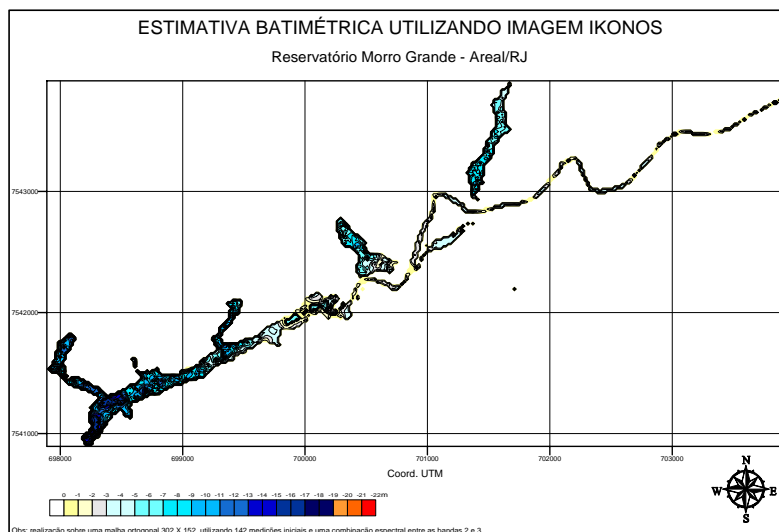 ESTIMATIVA BATIMÉTRICA UTILIZANDO IMAGEM IKONOS
Reservatório Morro Grande - Areal/RJ
7543000
7542000
7541000
698000 699000 700000 701000 702000 703000
Coord. UTM
0 -1 -2 -3 -4 -5 -6 -7 -8 -9 -10 -11 -12 -13 -14 -15 -16 -17 -18 -19 -20 -21 -22m
N
W E
S
Obs: realização sobre uma malha ortogonal 302 X 152, utilizando 142 medições iniciais e uma combinação espectral entre as bandas 2 e 3